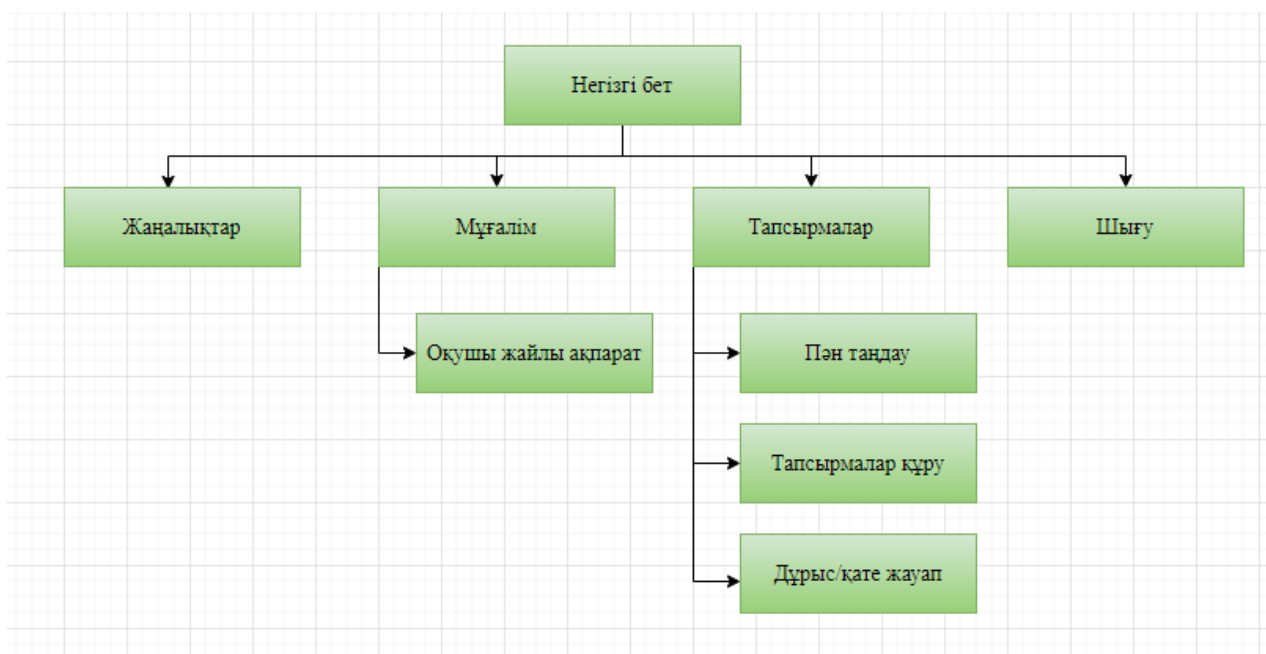 Негізгі бет
Жаңалықтар
Мұғалім
Тапсырмалар
Шығу
Оқушы жайлы ақпарат
Пән таңдау
Тапсырмалар құру
Дұрыс/қате жауап